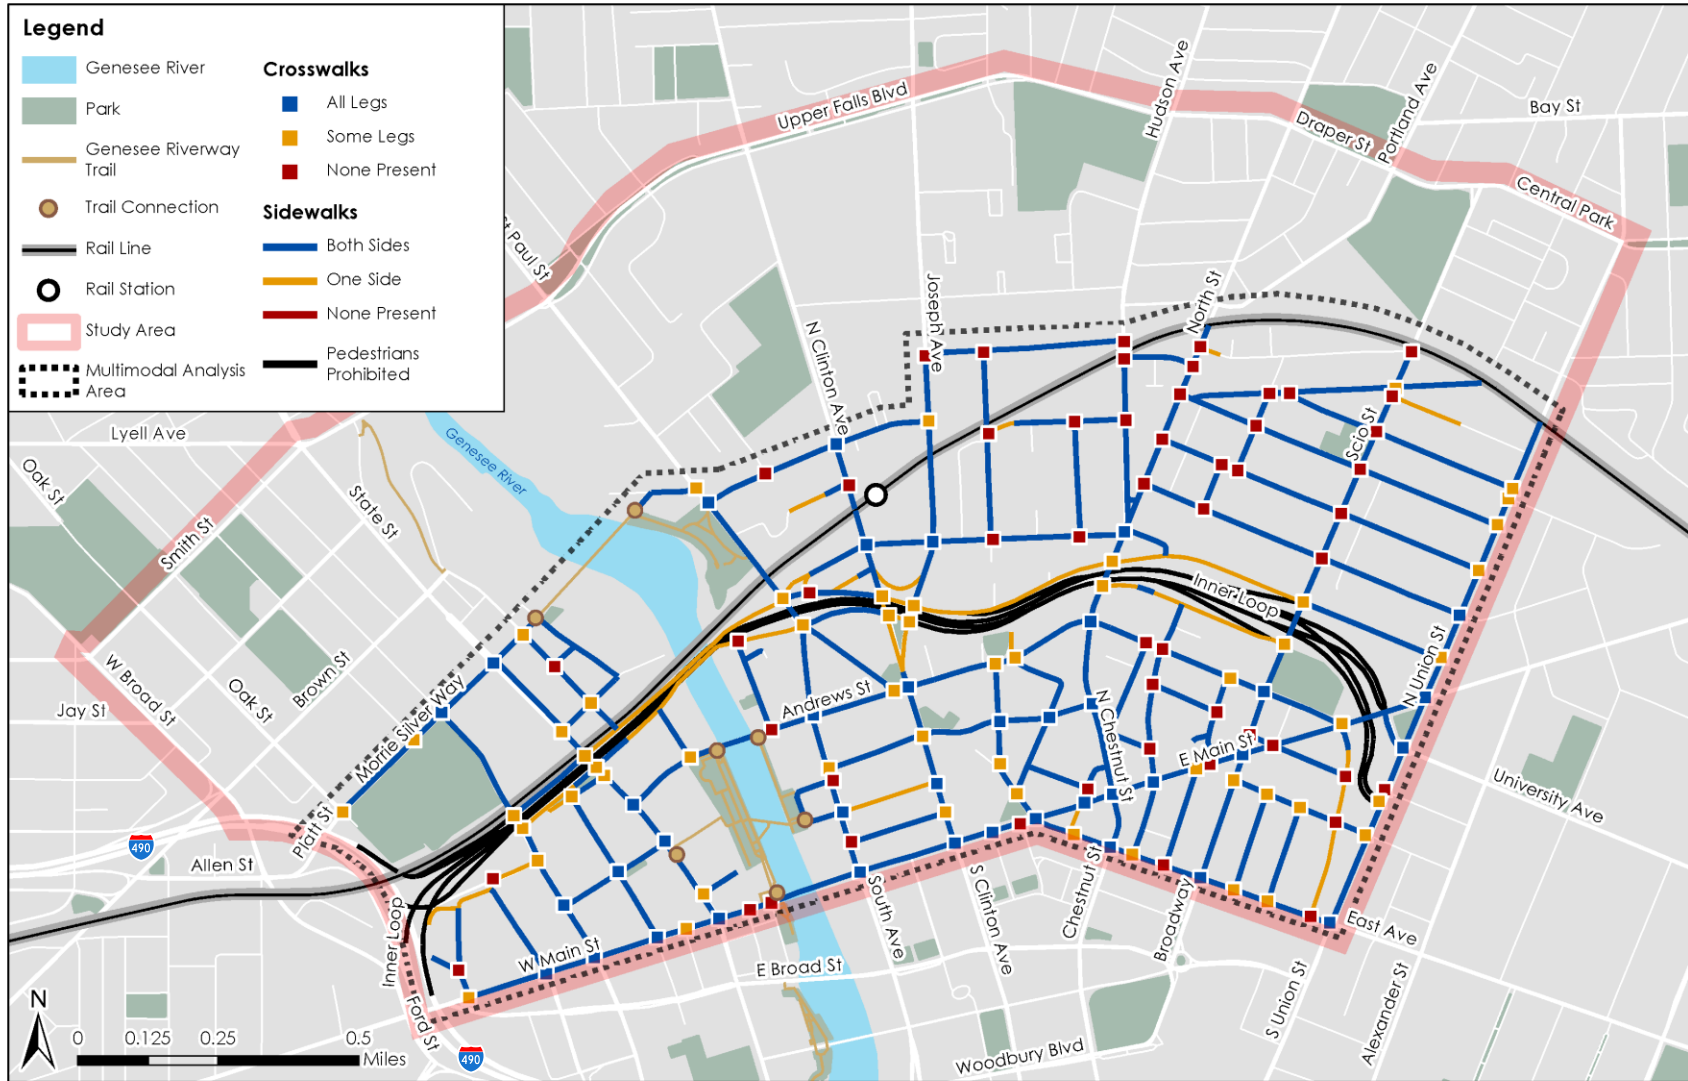 Legend
Genesee River
Park
Genesee Riverway
Trail
Trail Connection
Rail Line
Rail Station
Study Area
Multimodal Analysis
Area
Crosswalks
All Legs
Some Legs
None Present
Sidewalks
Both Sides
One Side
None Present
Pedestrians
Prohibited
Upper Falls Blvd
Hudson Ave
Portland Ave
Bay St
Draper St
Central Park
St Paul St
N Clinton Ave
Joseph Ave
North St
Scio St
Lyell Ave
Genesee River
Oak St
State St
Smith St
W Broad St
Oak St
Brown St
Jay St
Morrie Silver Way
Platt St
490
Allen St
Inner Loop
Ford St
490
W Main St
E Broad St
Andrews St
Inner Loop
N Chestnut St
E Main St
N Union St
University Ave
South Ave
S Clinton Ave
Chestnut St
Broadway
East Ave
S Union St
Alexander St
Woodbury Blvd
N
0 0.125 0.25 0.5
Miles